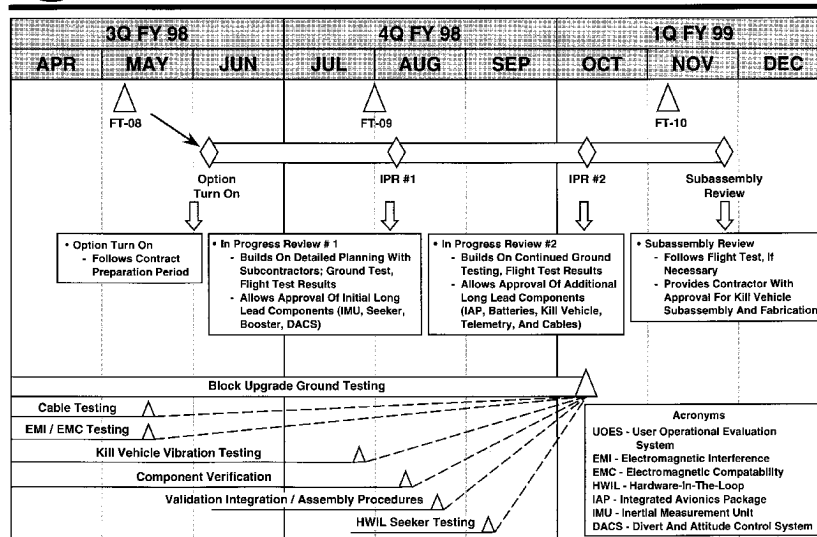 3Q FY 98 4Q FY 98 1Q FY 99
APR MAY JUN JUL AUG SEP OCT NOV DEC
FT-08 FT-09 FT-10
Option
Turn On
IPR #1
IPR #2
Subassembly
Review
• Option Turn On
- Follows Contract
Preparation Period
• In Progress Review # 1
- Builds On Detailed Planning With
Subcontractors; Ground Test,
Flight Test Results
- Allows Approval Of Initial Long
Lead Components (IMU, Seeker,
Booster, DACS)
• In Progress Review #2
- Builds On Continued Ground
Testing, Flight Test Results
- Allows Approval Of Additional
Long Lead Components
(IAP, Batteries, Kill Vehicle,
Telemetry, And Cables)
• Subassembly Review
- Follows Flight Test, If
Necessary
- Provides Contractor With
Approval For Kill Vehicle
Subassembly And Fabrication
Block Upgrade Ground Testing
Cable Testing
EMI / EMC Testing
Kill Vehicle Vibration Testing
Component Verification
Validation Integration / Assembly Procedures
HWIL Seeker Testing
Acronyms
UOES - User Operational Evaluation
System
EMI - Electromagnetic Interference
EMC - Electromagnetic Compatability
HWIL - Hardware-In-The-Loop
IAP - Integrated Avionics Package
IMU - Inertial Measurement Unit
DACS - Divert And Attitude Control System